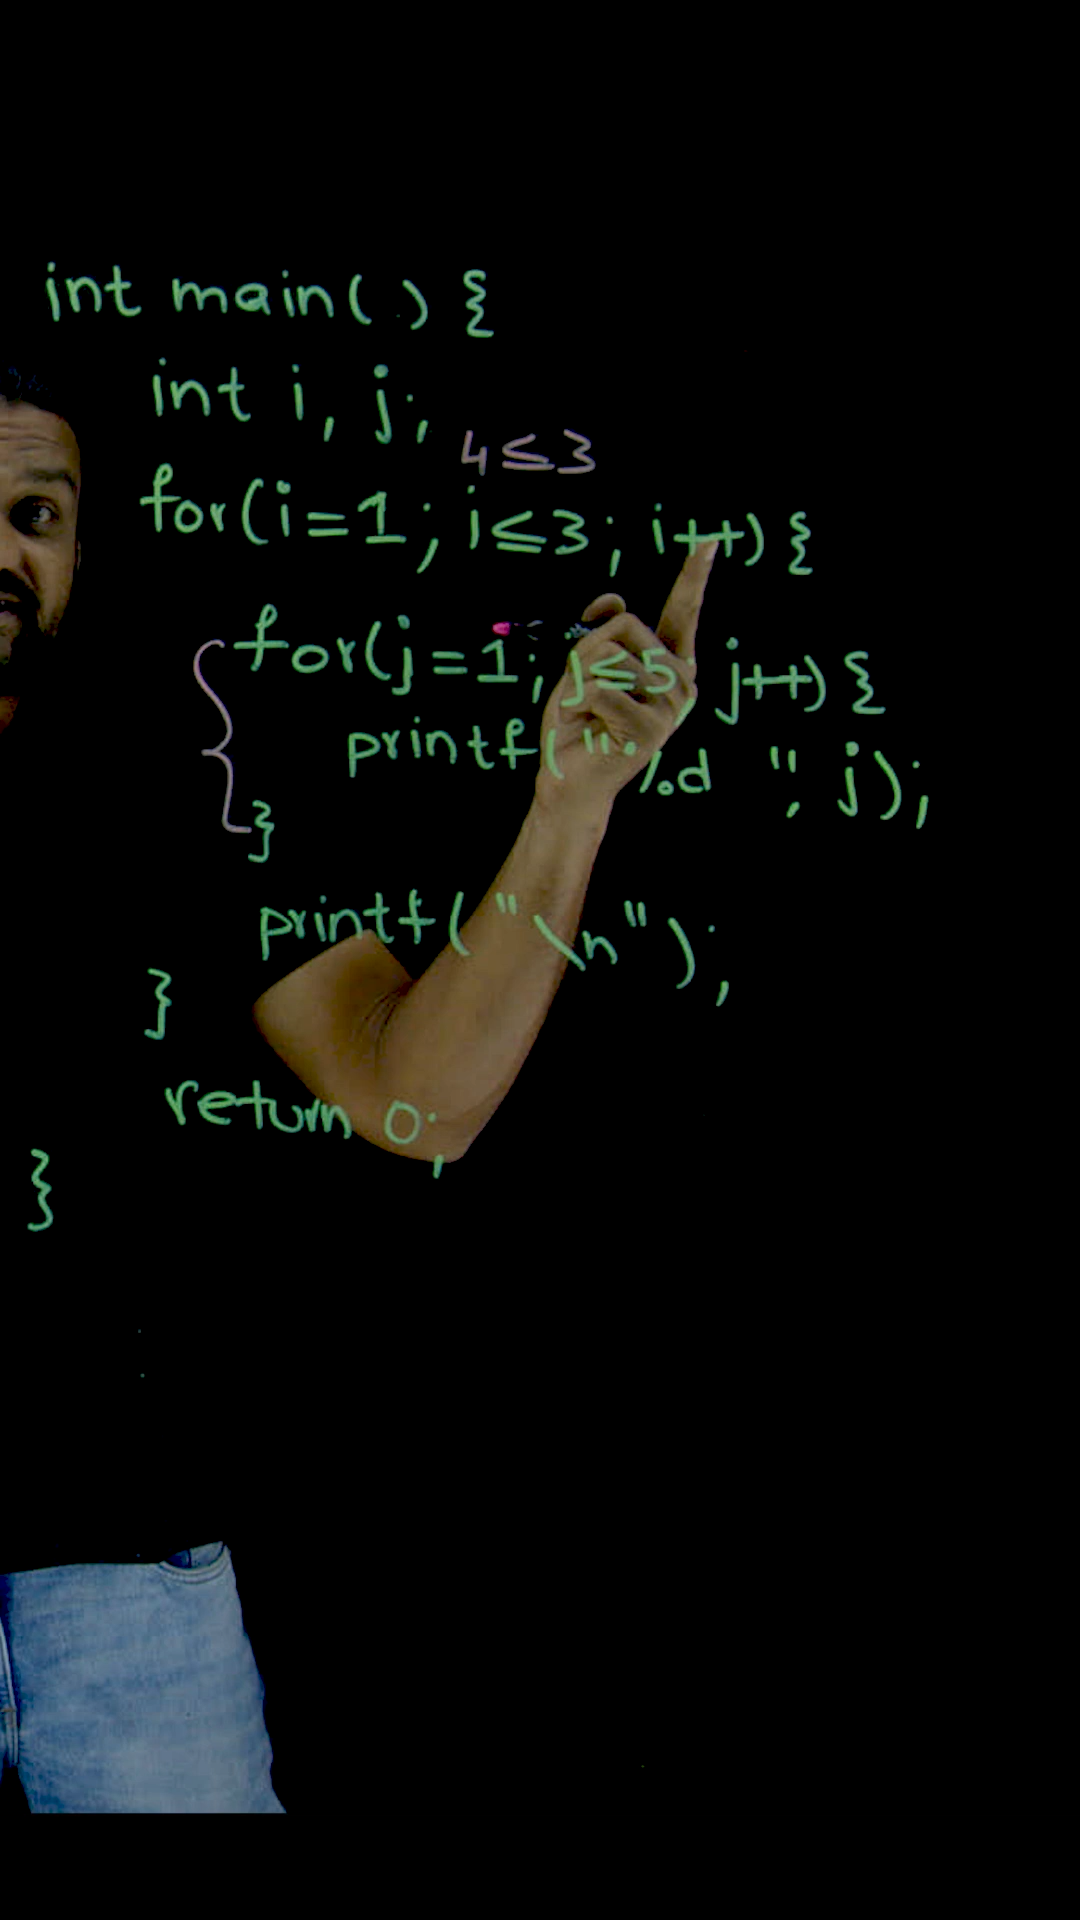 int main() {
int i, j;
4≤3
for(i=1; i≤3; i++) {
for(j=1; j≤5; j++) {
printf("%d ", j);
}
printf("\n");
}
return 0;
}